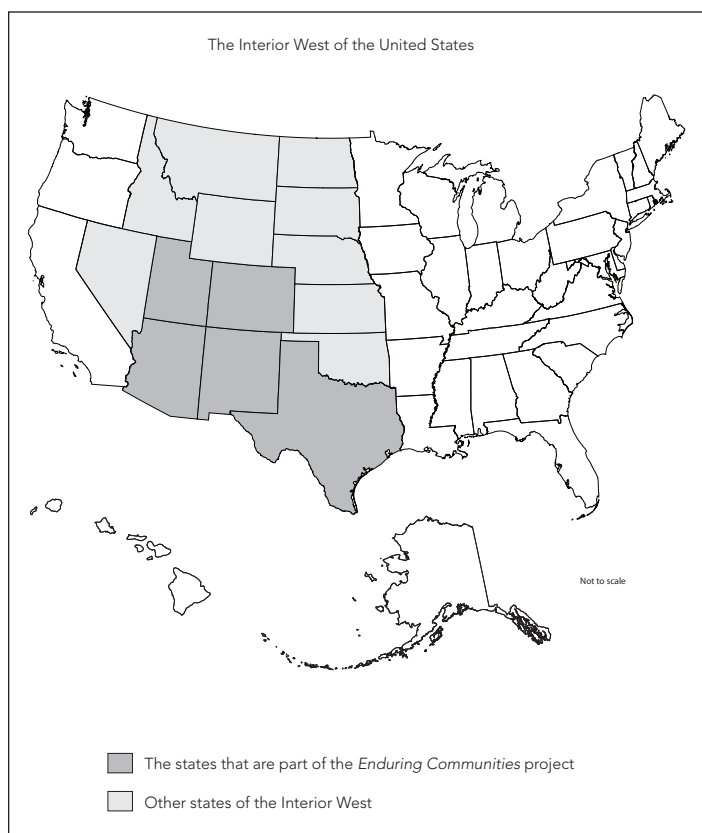 The Interior West of the United States
Not to scale
The states that are part of the Enduring Communities project
Other states of the Interior West